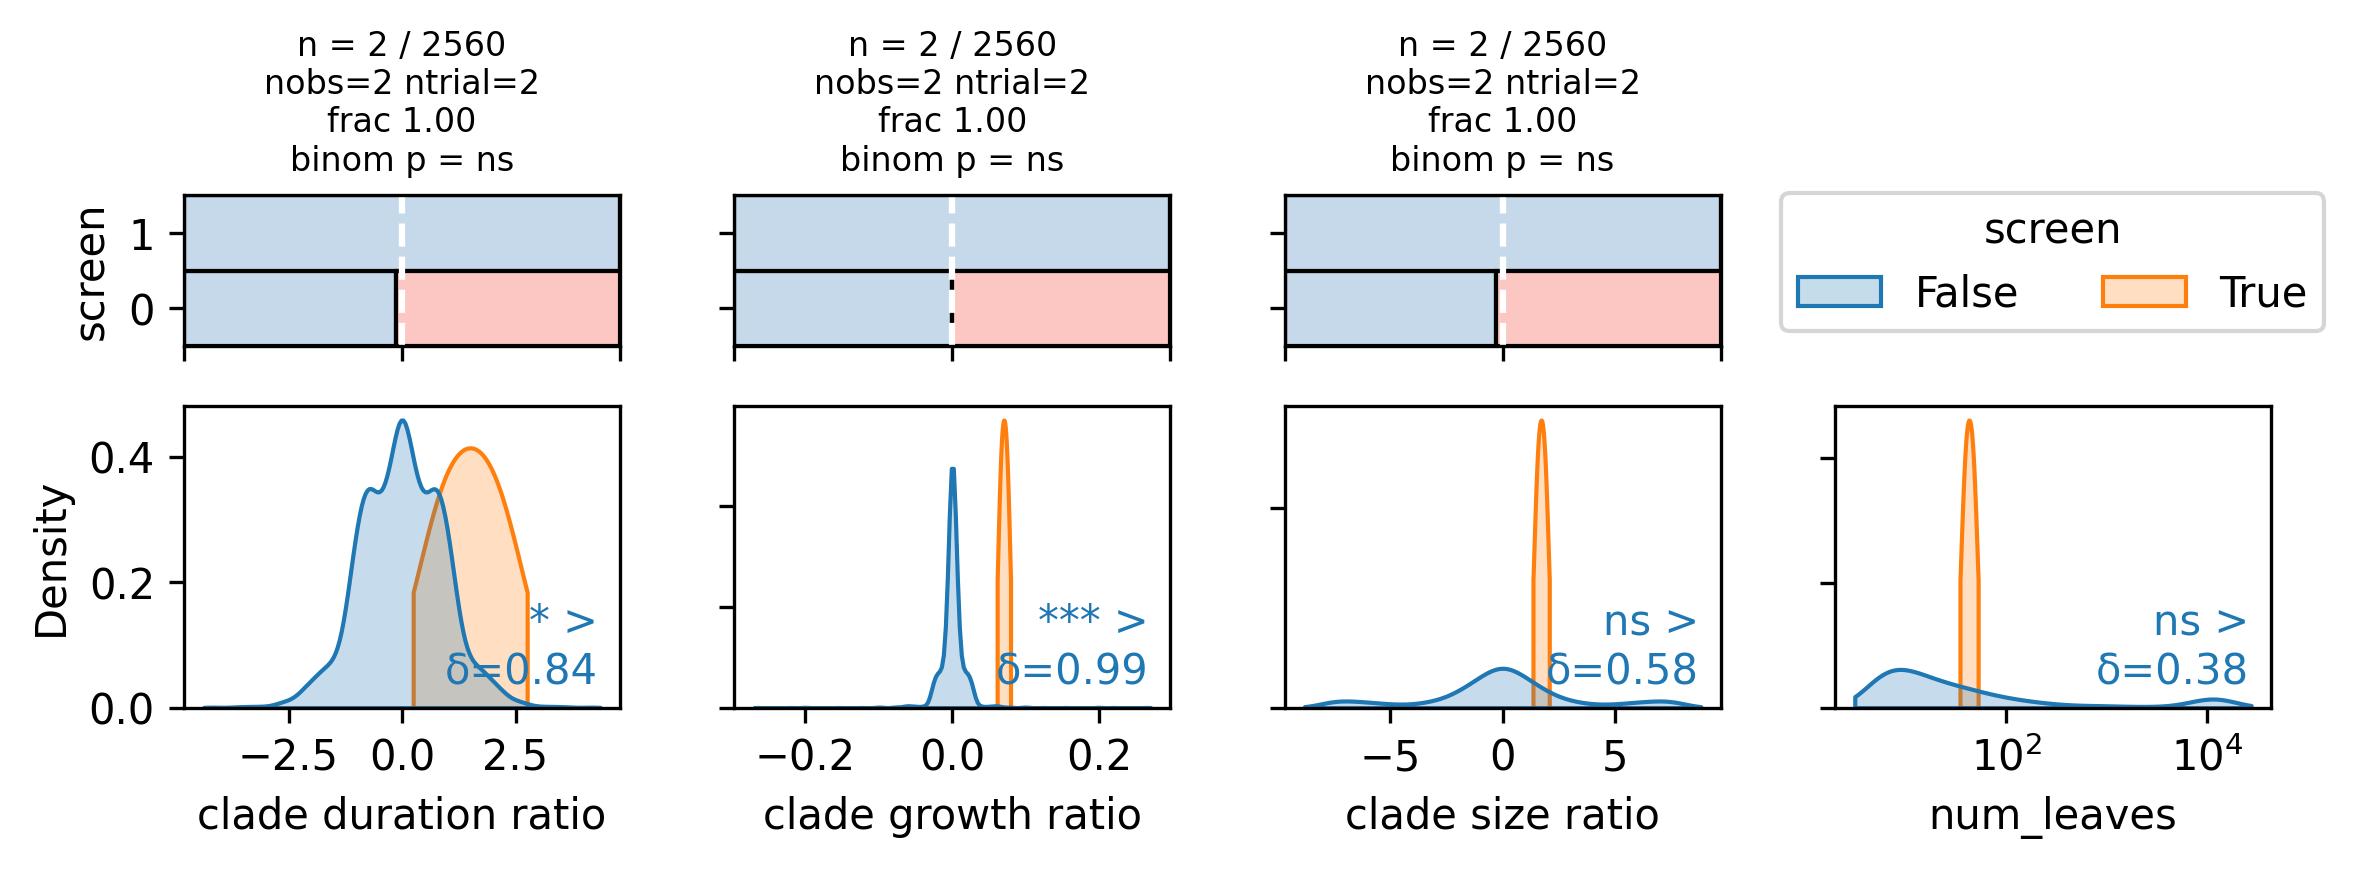 n = 2 / 2560
nobs=2 ntrial=2
frac 1.00
binom p = ns
n = 2 / 2560
nobs=2 ntrial=2
frac 1.00
binom p = ns
n = 2 / 2560
nobs=2 ntrial=2
frac 1.00
binom p = ns
screen
1
0
screen
False
True
Density
0.4
0.2
0.0
* >
δ=0.84
−2.5
0.0
2.5
clade duration ratio
*** >
δ=0.99
−0.2
0.0
0.2
clade growth ratio
ns >
δ=0.58
−5
0
5
clade size ratio
ns >
δ=0.38
10²
10⁴
num_leaves